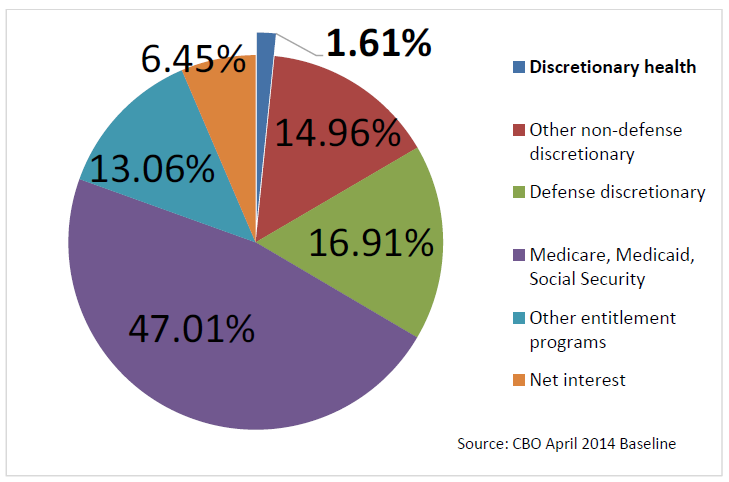 1.61%
6.45%
14.96%
13.06%
16.91%
47.01%
Discretionary health
Other non-defense
discretionary
Defense discretionary
Medicare, Medicaid,
Social Security
Other entitlement
programs
Net interest
Source: CBO April 2014 Baseline